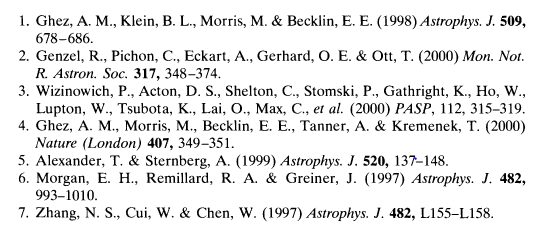 1. Ghez, A. M., Klein, B. L., Morris, M. & Becklin, E. E. (1998) Astrophys. J. 509,
678–686.
2. Genzel, R., Pichon, C., Eckart, A., Gerhard, O. E. & Ott, T. (2000) Mon. Not.
R. Astron. Soc. 317, 348–374.
3. Wizinowich, P., Acton, D. S., Shelton, C., Stomski, P., Gathright, K., Ho, W.,
Lupton, W., Tsubota, K., Lai, O., Max, C., et al. (2000) PASP, 112, 315–319.
4. Ghez, A. M., Morris, M., Becklin, E. E., Tanner, A. & Kremenek, T. (2000)
Nature (London) 407, 349–351.
5. Alexander, T. & Sternberg, A. (1999) Astrophys. J. 520, 137–148.
6. Morgan, E. H., Remillard, R. A. & Greiner, J. (1997) Astrophys. J. 482,
993–1010.
7. Zhang, N. S., Cui, W. & Chen, W. (1997) Astrophys. J. 482, L155–L158.